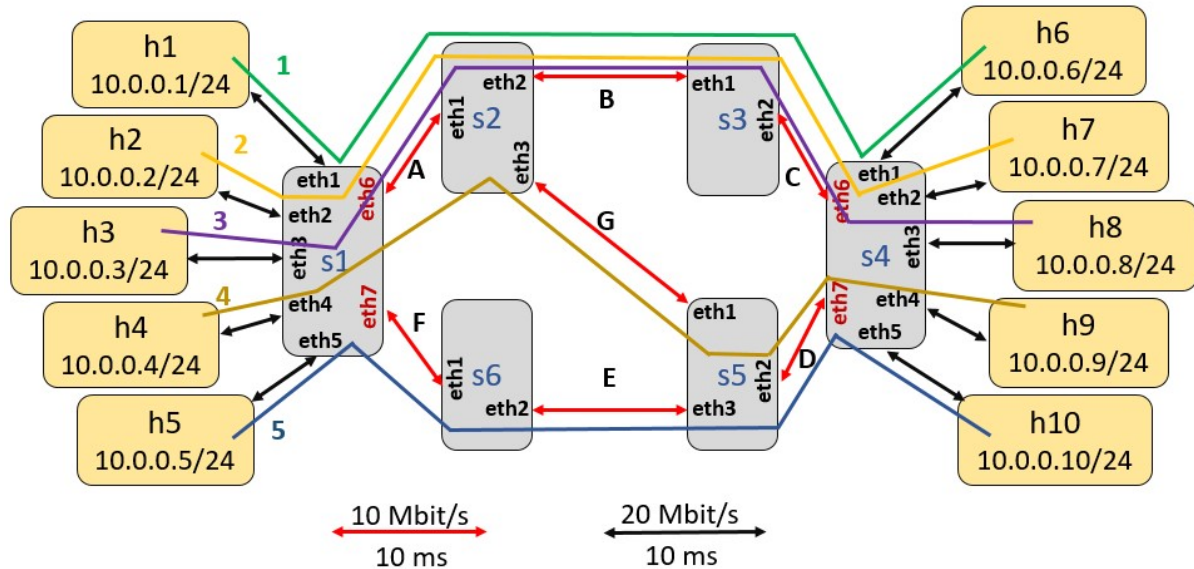 h1
10.0.0.1/24
1
h2
10.0.0.2/24
2
h3
10.0.0.3/24
3
h4
10.0.0.4/24
4
h5
10.0.0.5/24
5
eth1
eth2
eth3
eth4
eth5
eth6
eth7
s1
A
F
eth1
eth2
eth3
s2
B
G
eth1
eth2
s3
C
eth1
eth2
s6
E
eth1
eth2
eth3
s5
D
eth1
eth2
eth3
eth4
eth5
eth6
eth7
s4
h6
10.0.0.6/24
h7
10.0.0.7/24
h8
10.0.0.8/24
h9
10.0.0.9/24
h10
10.0.0.10/24
10 Mbit/s
10 ms
20 Mbit/s
10 ms